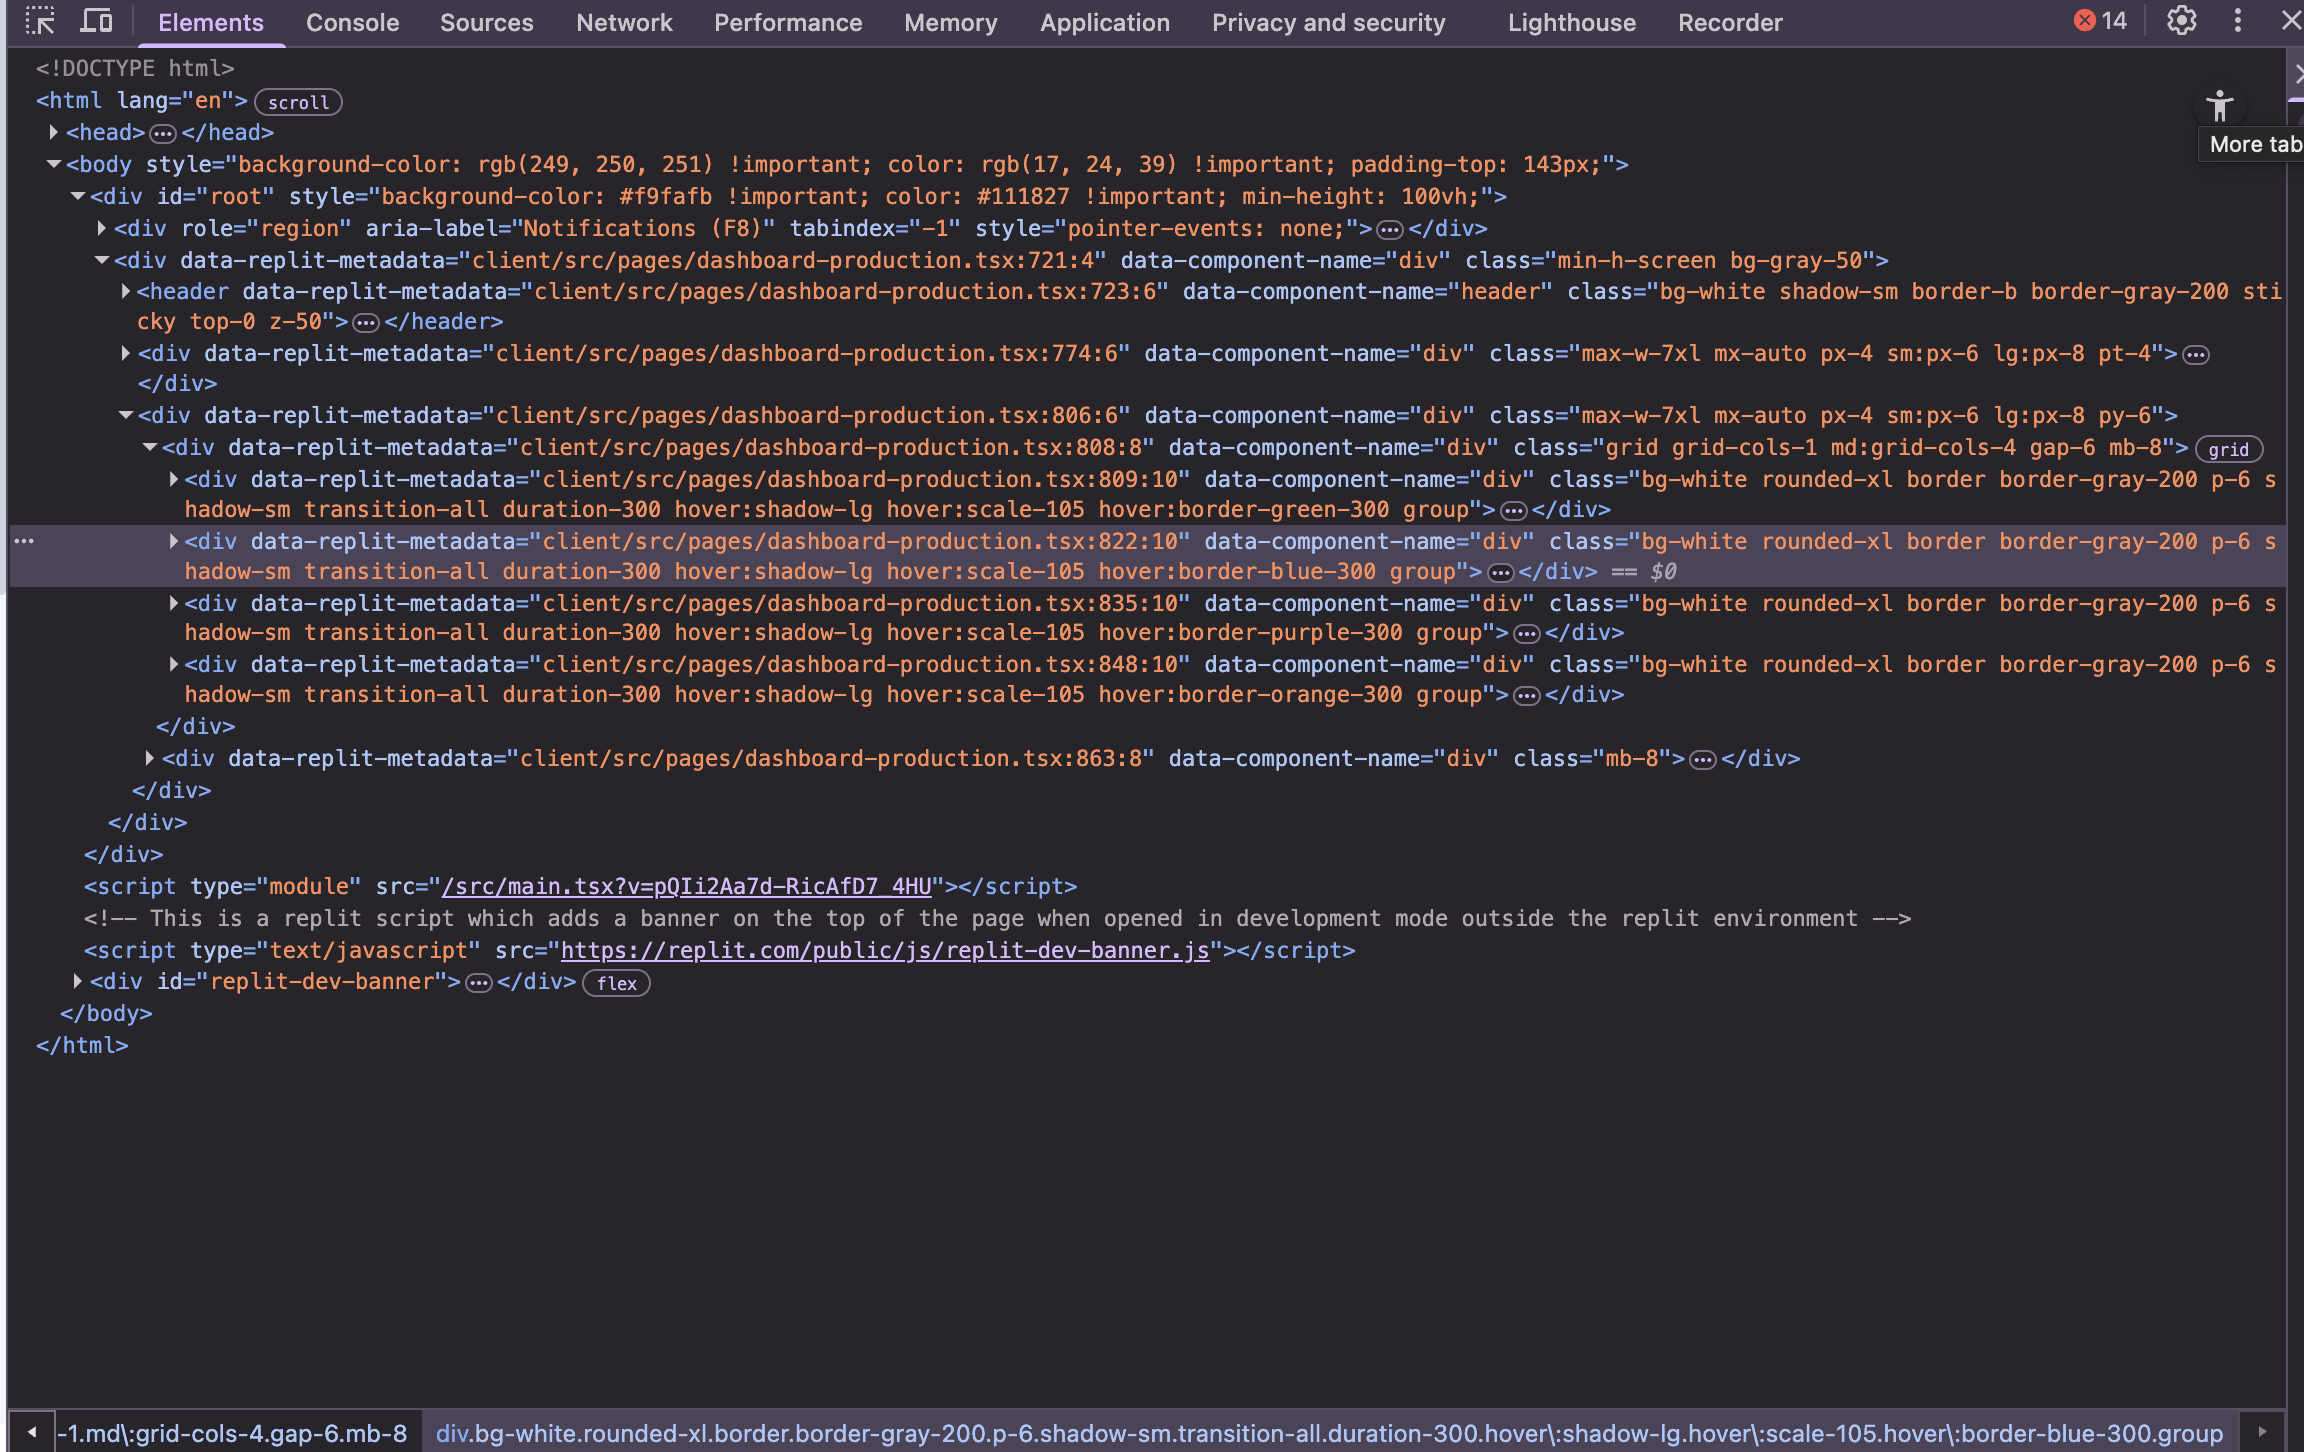 Elements Console Sources Network Performance Memory Application Privacy and security Lighthouse Recorder 14
<!DOCTYPE html>
<html lang="en"> scroll
<head> ··· </head>
<body style="background-color: rgb(249, 250, 251) !important; color: rgb(17, 24, 39) !important; padding-top: 143px;">
<div id="root" style="background-color: #f9fafb !important; color: #111827 !important; min-height: 100vh;">
<div role="region" aria-label="Notifications (F8)" tabindex="-1" style="pointer-events: none;"> ··· </div>
<div data-replit-metadata="client/src/pages/dashboard-production.tsx:721:4" data-component-name="div" class="min-h-screen bg-gray-50">
<header data-replit-metadata="client/src/pages/dashboard-production.tsx:723:6" data-component-name="header" class="bg-white shadow-sm border-b border-gray-200 sti
cky top-0 z-50"> ··· </header>
<div data-replit-metadata="client/src/pages/dashboard-production.tsx:774:6" data-component-name="div" class="max-w-7xl mx-auto px-4 sm:px-6 lg:px-8 pt-4"> ···
</div>
<div data-replit-metadata="client/src/pages/dashboard-production.tsx:806:6" data-component-name="div" class="max-w-7xl mx-auto px-4 sm:px-6 lg:px-8 py-6">
<div data-replit-metadata="client/src/pages/dashboard-production.tsx:808:8" data-component-name="div" class="grid grid-cols-1 md:grid-cols-4 gap-6 mb-8"> grid
<div data-replit-metadata="client/src/pages/dashboard-production.tsx:809:10" data-component-name="div" class="bg-white rounded-xl border border-gray-200 p-6 s
hadow-sm transition-all duration-300 hover:shadow-lg hover:scale-105 hover:border-green-300 group"> ··· </div>
··· <div data-replit-metadata="client/src/pages/dashboard-production.tsx:822:10" data-component-name="div" class="bg-white rounded-xl border border-gray-200 p-6 s
hadow-sm transition-all duration-300 hover:shadow-lg hover:scale-105 hover:border-blue-300 group"> ··· </div> == $0
<div data-replit-metadata="client/src/pages/dashboard-production.tsx:835:10" data-component-name="div" class="bg-white rounded-xl border border-gray-200 p-6 s
hadow-sm transition-all duration-300 hover:shadow-lg hover:scale-105 hover:border-purple-300 group"> ··· </div>
<div data-replit-metadata="client/src/pages/dashboard-production.tsx:848:10" data-component-name="div" class="bg-white rounded-xl border border-gray-200 p-6 s
hadow-sm transition-all duration-300 hover:shadow-lg hover:scale-105 hover:border-orange-300 group"> ··· </div>
</div>
<div data-replit-metadata="client/src/pages/dashboard-production.tsx:863:8" data-component-name="div" class="mb-8"> ··· </div>
</div>
</div>
</div>
<script type="module" src="/src/main.tsx?v=pQIi2Aa7d-RicAfD7_4HU"></script>
<!-- This is a replit script which adds a banner on the top of the page when opened in development mode outside the replit environment -->
<script type="text/javascript" src="https://replit.com/public/js/replit-dev-banner.js"></script>
<div id="replit-dev-banner"> ··· </div> flex
</body>
</html>
More tab
-1.md\:grid-cols-4.gap-6.mb-8 div.bg-white.rounded-xl.border.border-gray-200.p-6.shadow-sm.transition-all.duration-300.hover\:shadow-lg.hover\:scale-105.hover\:border-blue-300.group